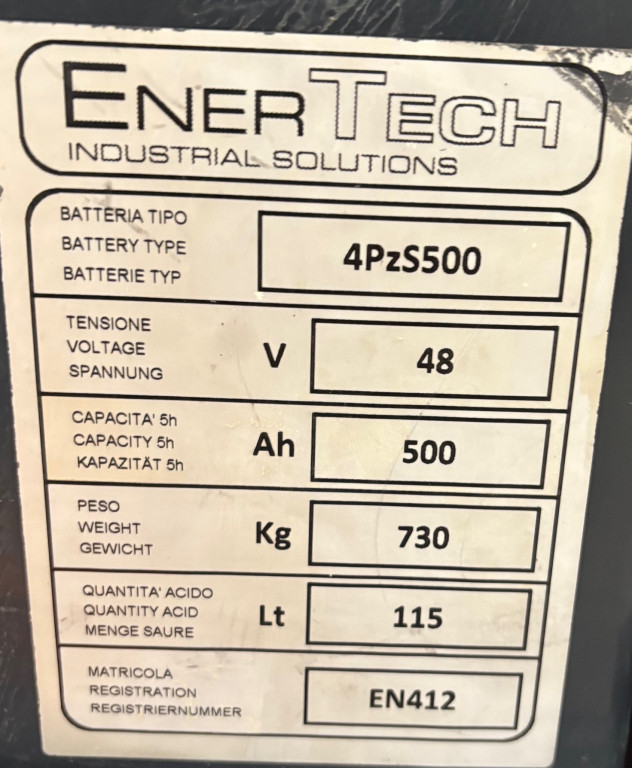 ENERTECH
INDUSTRIAL SOLUTIONS
BATTERIA TIPO
BATTERY TYPE
BATTERIE TYP
4PzS500
TENSIONE
VOLTAGE
SPANNUNG
V
48
CAPACITA' 5h
CAPACITY 5h
KAPAZITÄT 5h
Ah
500
PESO
WEIGHT
GEWICHT
Kg
730
QUANTITA' ACIDO
QUANTITY ACID
MENGE SAURE
Lt
115
MATRICOLA
REGISTRATION
REGISTRIERNUMMER
EN412